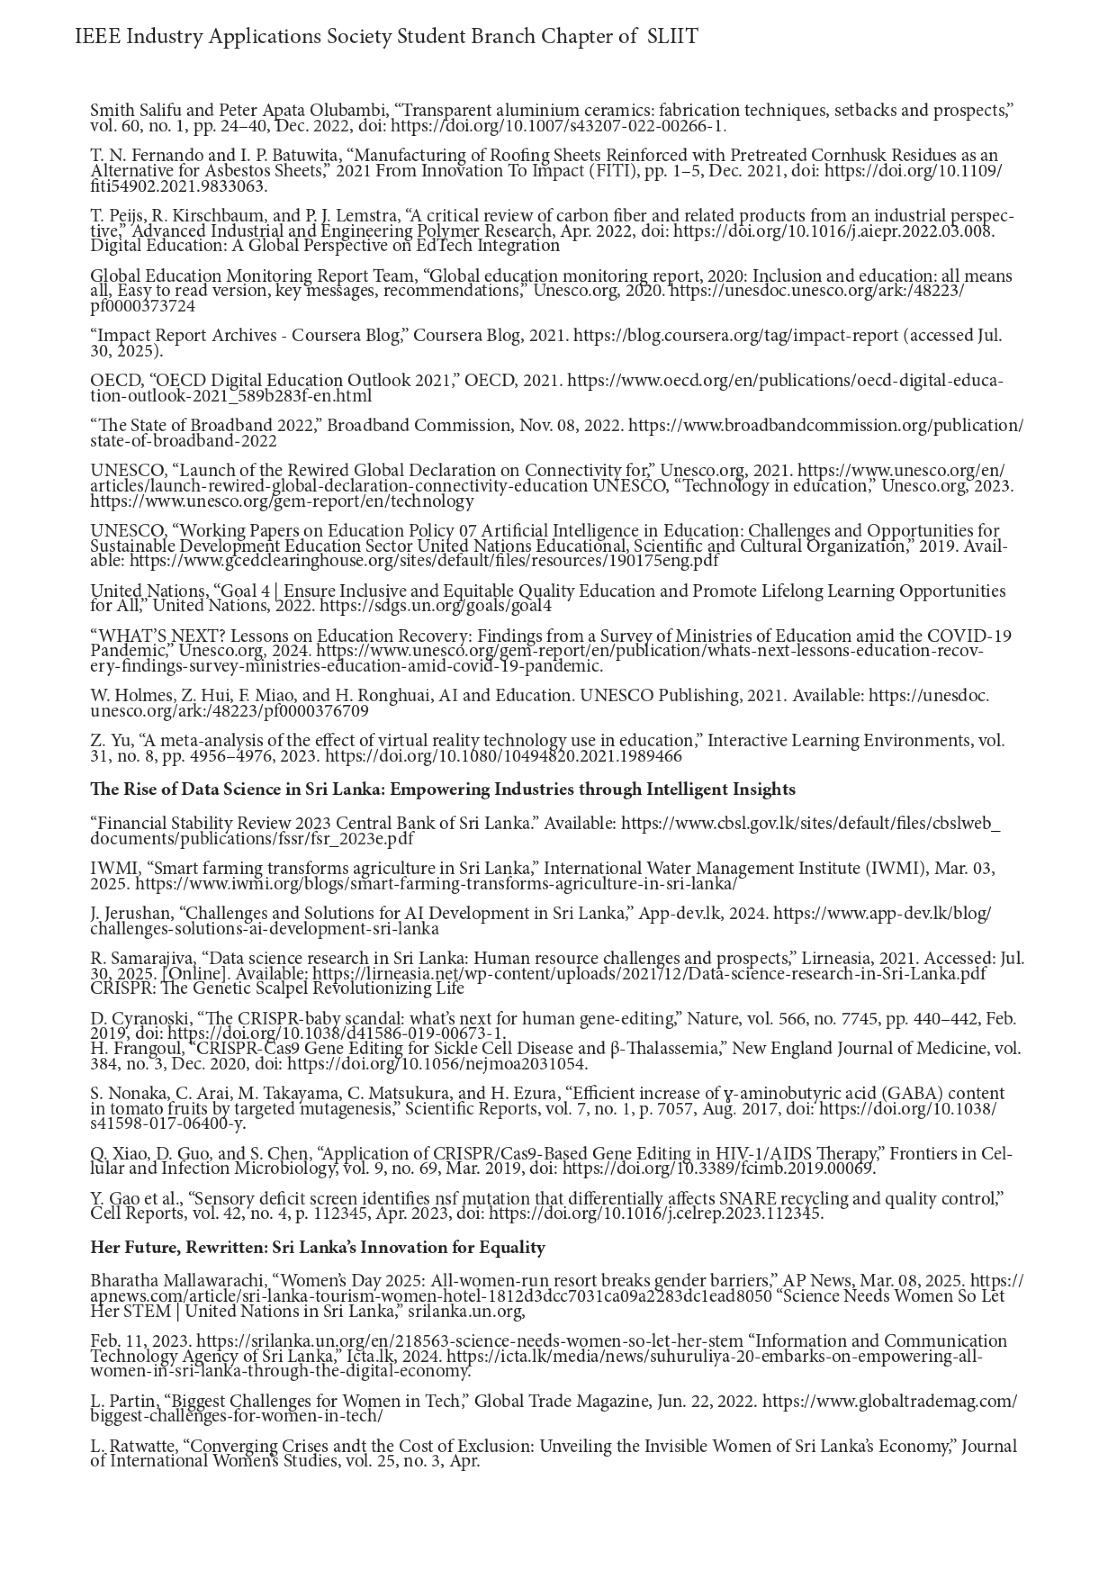 IEEE Industry Applications Society Student Branch Chapter of SLIIT
Smith Salifu and Peter Apata Olubambi, “Transparent aluminium ceramics: fabrication techniques, setbacks and prospects,”
vol. 60, no. 1, pp. 24–40, Dec. 2022, doi: https://doi.org/10.1007/s43207-022-00266-1.
T. N. Fernando and I. P. Batuwita, “Manufacturing of Roofing Sheets Reinforced with Pretreated Cornhusk Residues as an
Alternative for Asbestos Sheets,” 2021 From Innovation To Impact (FITI), pp. 1–5, Dec. 2021, doi: https://doi.org/10.1109/
fiti54902.2021.9833063.
T. Peijs, R. Kirschbaum, and P. J. Lemstra, “A critical review of carbon fiber and related products from an industrial perspec-
tive,” Advanced Industrial and Engineering Polymer Research, Apr. 2022, doi: https://doi.org/10.1016/j.aiepr.2022.03.008.
Digital Education: A Global Perspective on EdTech Integration
Global Education Monitoring Report Team, “Global education monitoring report, 2020: Inclusion and education: all means
all, Easy to read version, key messages, recommendations,” Unesco.org, 2020. https://unesdoc.unesco.org/ark:/48223/
pf0000373724
“Impact Report Archives - Coursera Blog,” Coursera Blog, 2021. https://blog.coursera.org/tag/impact-report (accessed Jul.
30, 2025).
OECD, “OECD Digital Education Outlook 2021,” OECD, 2021. https://www.oecd.org/en/publications/oecd-digital-educa-
tion-outlook-2021_589b283f-en.html
“The State of Broadband 2022,” Broadband Commission, Nov. 08, 2022. https://www.broadbandcommission.org/publication/
state-of-broadband-2022
UNESCO, “Launch of the Rewired Global Declaration on Connectivity for,” Unesco.org, 2021. https://www.unesco.org/en/
articles/launch-rewired-global-declaration-connectivity-education UNESCO, “Technology in education,” Unesco.org, 2023.
https://www.unesco.org/gem-report/en/technology
UNESCO, “Working Papers on Education Policy 07 Artificial Intelligence in Education: Challenges and Opportunities for
Sustainable Development Education Sector United Nations Educational, Scientific and Cultural Organization,” 2019. Avail-
able: https://www.gcedclearinghouse.org/sites/default/files/resources/190175eng.pdf
United Nations, “Goal 4 | Ensure Inclusive and Equitable Quality Education and Promote Lifelong Learning Opportunities
for All,” United Nations, 2022. https://sdgs.un.org/goals/goal4
“WHAT’S NEXT? Lessons on Education Recovery: Findings from a Survey of Ministries of Education amid the COVID-19
Pandemic,” Unesco.org, 2024. https://www.unesco.org/gem-report/en/publication/whats-next-lessons-education-recov-
ery-findings-survey-ministries-education-amid-covid-19-pandemic.
W. Holmes, Z. Hui, F. Miao, and H. Ronghuai, AI and Education. UNESCO Publishing, 2021. Available: https://unesdoc.
unesco.org/ark:/48223/pf0000376709
Z. Yu, “A meta-analysis of the effect of virtual reality technology use in education,” Interactive Learning Environments, vol.
31, no. 8, pp. 4956–4976, 2023. https://doi.org/10.1080/10494820.2021.1989466
The Rise of Data Science in Sri Lanka: Empowering Industries through Intelligent Insights
“Financial Stability Review 2023 Central Bank of Sri Lanka.” Available: https://www.cbsl.gov.lk/sites/default/files/cbslweb_
documents/publications/fssr/fsr_2023e.pdf
IWMI, “Smart farming transforms agriculture in Sri Lanka,” International Water Management Institute (IWMI), Mar. 03,
2025. https://www.iwmi.org/blogs/smart-farming-transforms-agriculture-in-sri-lanka/
J. Jerushan, “Challenges and Solutions for AI Development in Sri Lanka,” App-dev.lk, 2024. https://www.app-dev.lk/blog/
challenges-solutions-ai-development-sri-lanka
R. Samarajiva, “Data science research in Sri Lanka: Human resource challenges and prospects,” Lirneasia, 2021. Accessed: Jul.
30, 2025. [Online]. Available: https://lirneasia.net/wp-content/uploads/2021/12/Data-science-research-in-Sri-Lanka.pdf
CRISPR: The Genetic Scalpel Revolutionizing Life
D. Cyranoski, “The CRISPR-baby scandal: what’s next for human gene-editing,” Nature, vol. 566, no. 7745, pp. 440–442, Feb.
2019, doi: https://doi.org/10.1038/d41586-019-00673-1.
H. Frangoul, “CRISPR-Cas9 Gene Editing for Sickle Cell Disease and β-Thalassemia,” New England Journal of Medicine, vol.
384, no. 3, Dec. 2020, doi: https://doi.org/10.1056/nejmoa2031054.
S. Nonaka, C. Arai, M. Takayama, C. Matsukura, and H. Ezura, “Efficient increase of ɣ-aminobutyric acid (GABA) content
in tomato fruits by targeted mutagenesis,” Scientific Reports, vol. 7, no. 1, p. 7057, Aug. 2017, doi: https://doi.org/10.1038/
s41598-017-06400-y.
Q. Xiao, D. Guo, and S. Chen, “Application of CRISPR/Cas9-Based Gene Editing in HIV-1/AIDS Therapy,” Frontiers in Cel-
lular and Infection Microbiology, vol. 9, no. 69, Mar. 2019, doi: https://doi.org/10.3389/fcimb.2019.00069.
Y. Gao et al., “Sensory deficit screen identifies nsf mutation that differentially affects SNARE recycling and quality control,”
Cell Reports, vol. 42, no. 4, p. 112345, Apr. 2023, doi: https://doi.org/10.1016/j.celrep.2023.112345.
Her Future, Rewritten: Sri Lanka’s Innovation for Equality
Bharatha Mallawarachi, “Women’s Day 2025: All-women-run resort breaks gender barriers,” AP News, Mar. 08, 2025. https://
apnews.com/article/sri-lanka-tourism-women-hotel-1812d3dcc7031ca09a2283dc1ead8050 “Science Needs Women So Let
Her STEM | United Nations in Sri Lanka,” srilanka.un.org,
Feb. 11, 2023. https://srilanka.un.org/en/218563-science-needs-women-so-let-her-stem “Information and Communication
Technology Agency of Sri Lanka,” Icta.lk, 2024. https://icta.lk/media/news/suhuruliya-20-embarks-on-empowering-all-
women-in-sri-lanka-through-the-digital-economy.
L. Partin, “Biggest Challenges for Women in Tech,” Global Trade Magazine, Jun. 22, 2022. https://www.globaltrademag.com/
biggest-challenges-for-women-in-tech/
L. Ratwatte, “Converging Crises andt the Cost of Exclusion: Unveiling the Invisible Women of Sri Lanka’s Economy,” Journal
of International Women’s Studies, vol. 25, no. 3, Apr.